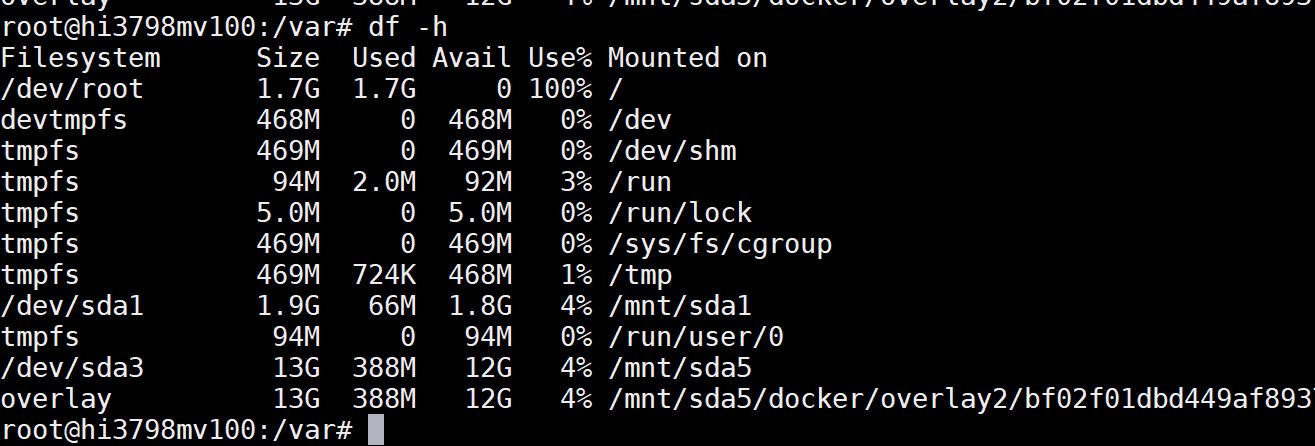 overlay 13G 388M 12G 4% /mnt/sda5/docker/overlay2/bf02f01dbd449af893
root@hi3798mv100:/var# df -h
Filesystem Size Used Avail Use% Mounted on
/dev/root 1.7G 1.7G 0 100% /
devtmpfs 468M 0 468M 0% /dev
tmpfs 469M 0 469M 0% /dev/shm
tmpfs 94M 2.0M 92M 3% /run
tmpfs 5.0M 0 5.0M 0% /run/lock
tmpfs 469M 0 469M 0% /sys/fs/cgroup
tmpfs 469M 724K 468M 1% /tmp
/dev/sda1 1.9G 66M 1.8G 4% /mnt/sda1
tmpfs 94M 0 94M 0% /run/user/0
/dev/sda3 13G 388M 12G 4% /mnt/sda5
overlay 13G 388M 12G 4% /mnt/sda5/docker/overlay2/bf02f01dbd449af893
root@hi3798mv100:/var#